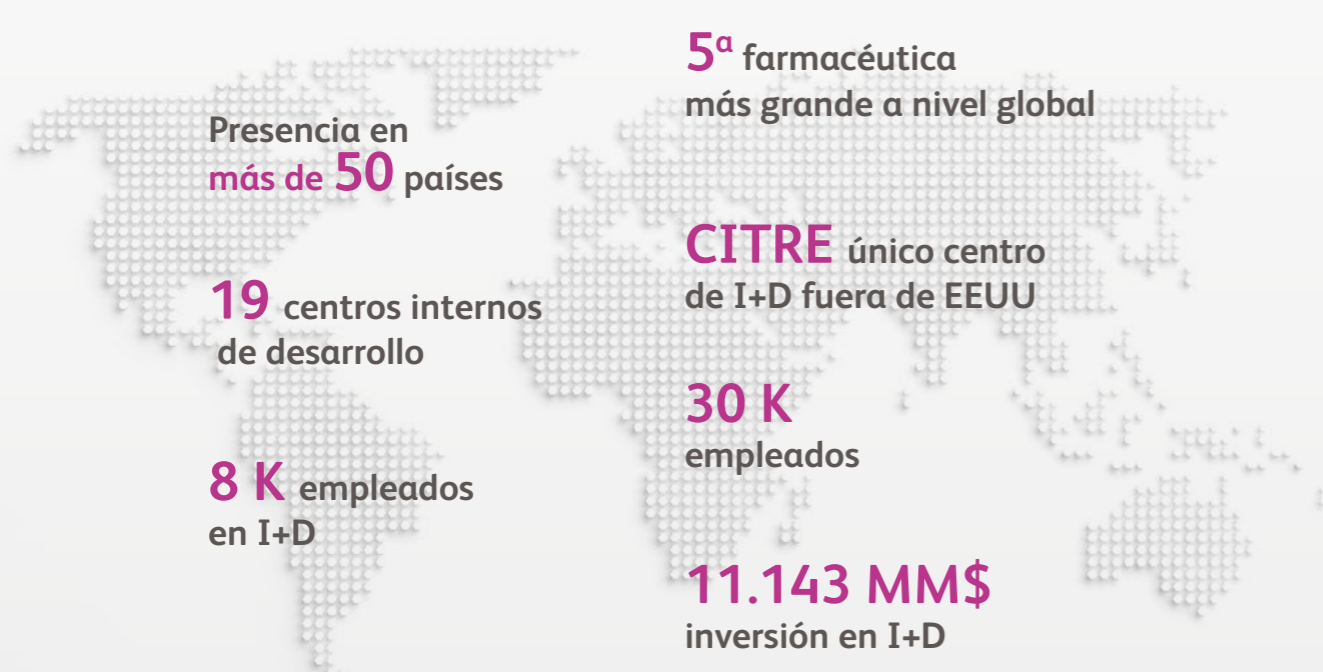 Presencia en
más de 50 países
19 centros internos
de desarrollo
8 K empleados
en I+D
5ª farmacéutica
más grande a nivel global
CITRE único centro
de I+D fuera de EEUU
30 K
empleados
11.143 MM$
inversión en I+D